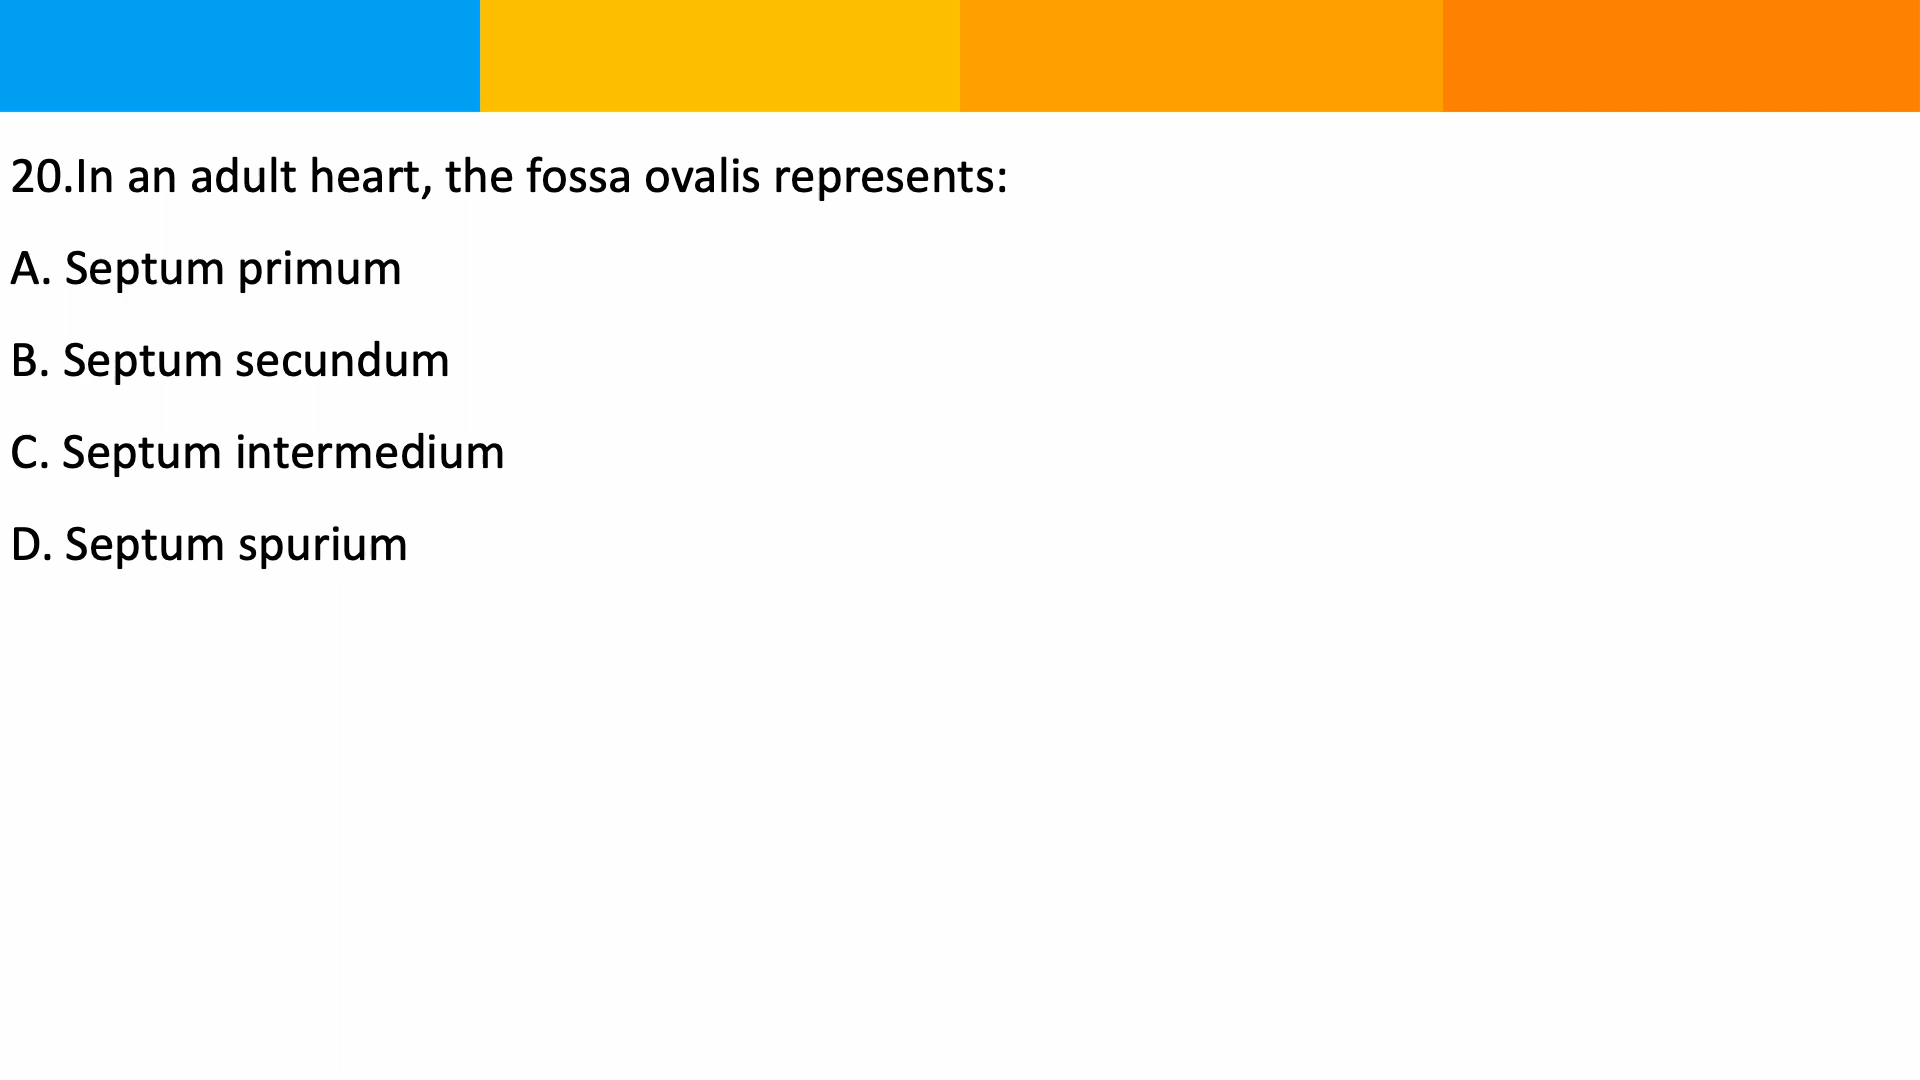 20.In an adult heart, the fossa ovalis represents:
A. Septum primum
B. Septum secundum
C. Septum intermedium
D. Septum spurium